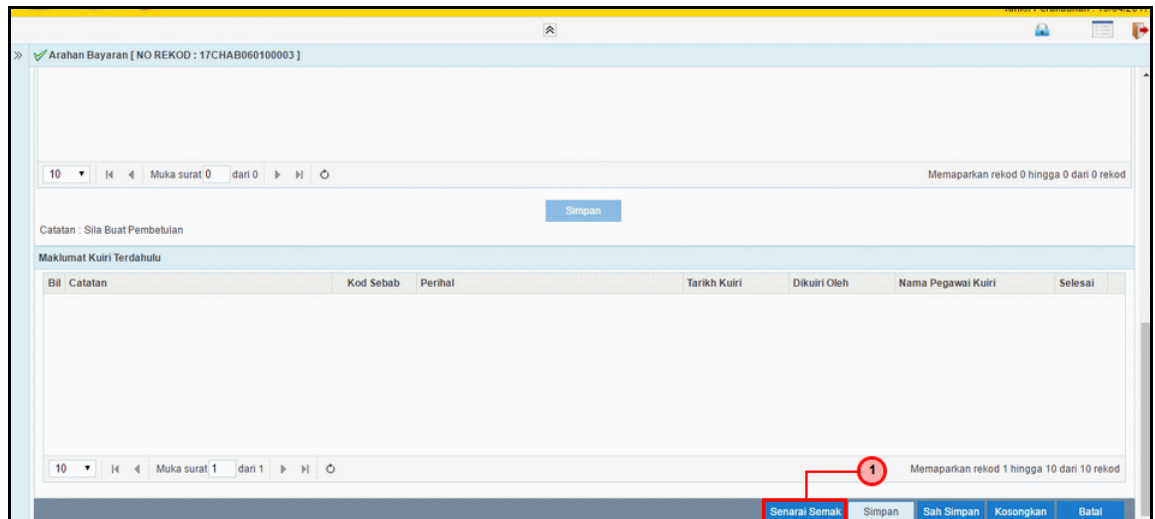 Arahan Bayaran [ NO REKOD : 17CHAB060100003 ]
10 Muka surat 0 dari 0 Memaparkan rekod 0 hingga 0 dari 0 rekod
Simpan
Catatan : Sila Buat Pembetulan
Maklumat Kuiri Terdahulu
Bil Catatan Kod Sebab Perihal Tarikh Kuiri Dikuiri Oleh Nama Pegawai Kuiri Selesai
10 Muka surat 1 dari 1 Memaparkan rekod 1 hingga 10 dari 10 rekod
1
Senarai Semak Simpan Sah Simpan Kosongkan Batal